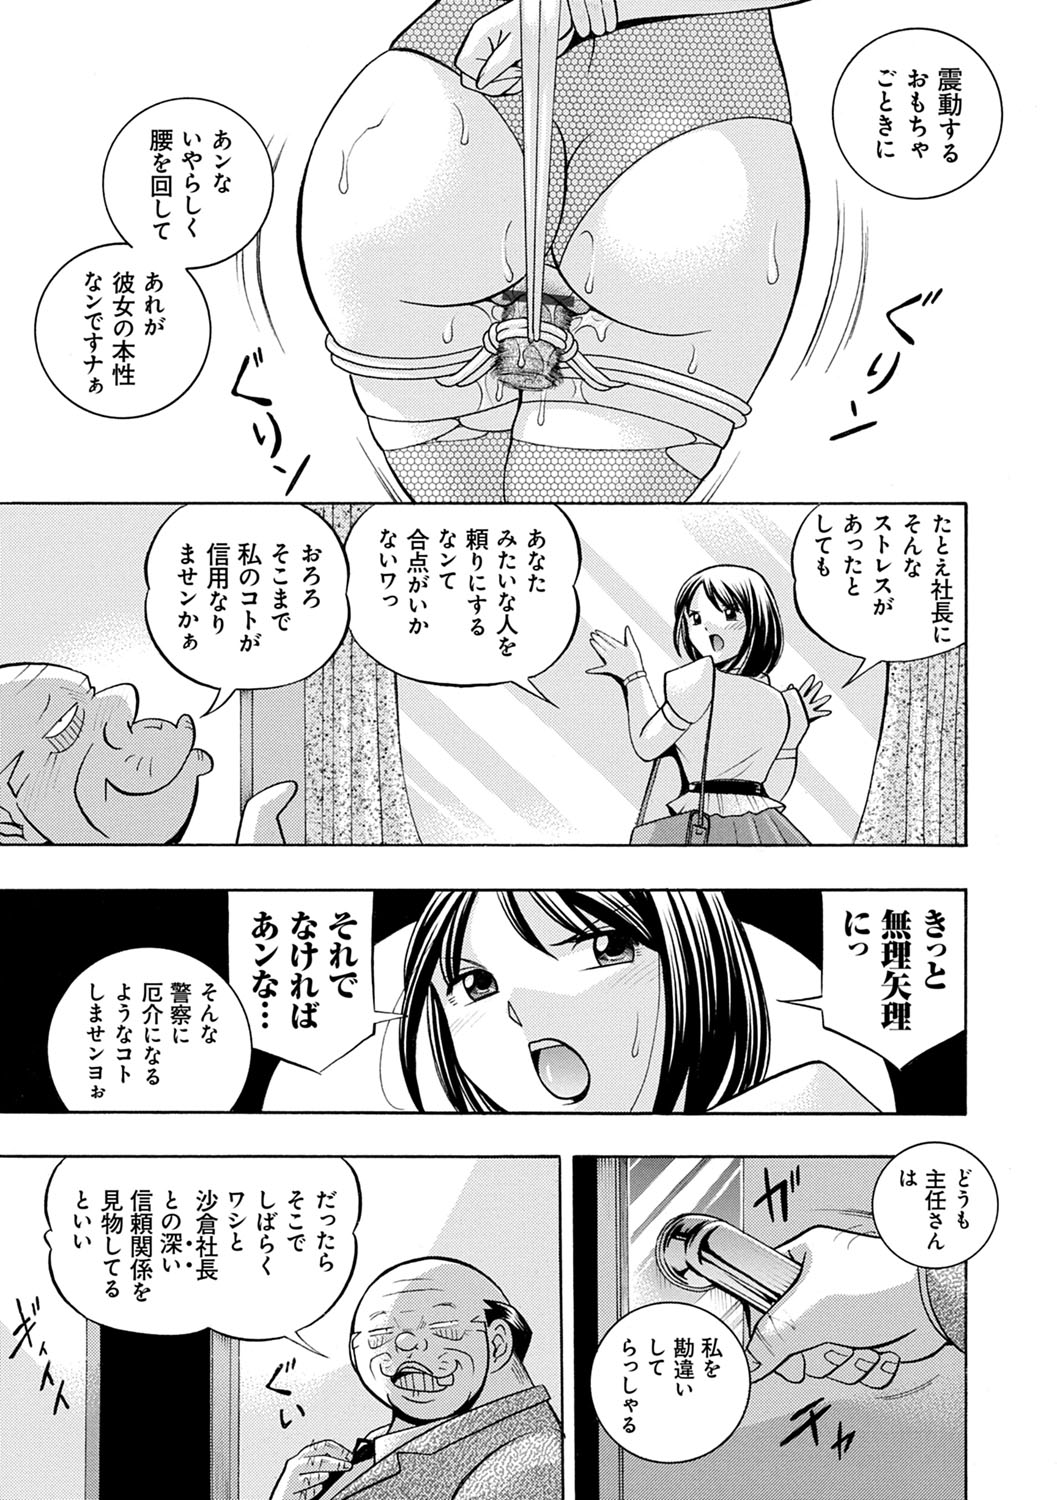 震動する
おもちゃ
ごときに
あンな
いやらしく
腰を回して
あれが
彼女の本性
なンですナぁ
ぐりン
ぐりン
たとえ社長に
そんな
ストレスが
あったと
しても
あなた
みたいな人を
頼りにする
なンて
合点がいか
ないワっ
おろろ
そこまで
私のコトが
信用なり
ませンかぁ
きっと
無理矢理
にっ
それで
なければ
あンな…
そんな
警察に
厄介になる
ようなコト
しませンヨぉ
どうも
主任さん
は
ガチャ
私を
勘違い
して
らっしゃる
だったら
そこで
しばらく
ワシと
沙倉社長
との深い
信頼関係を
見物してる
といい
ぐい
ギィイイ